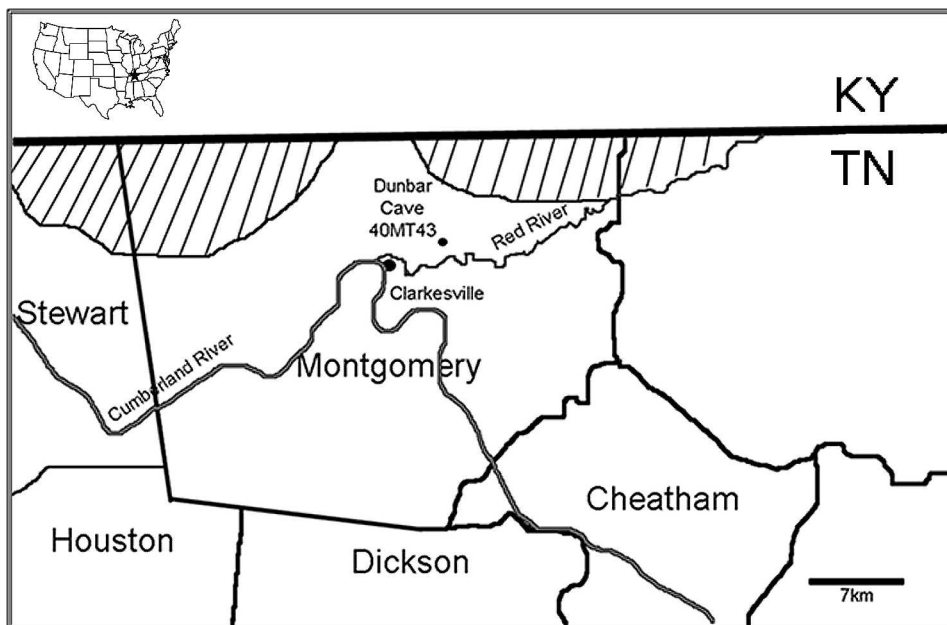 KY
TN
Dunbar
Cave
40MT43
Red River
Clarkesville
Stewart
Cumberland River
Montgomery
Cheatham
Houston
Dickson
7km